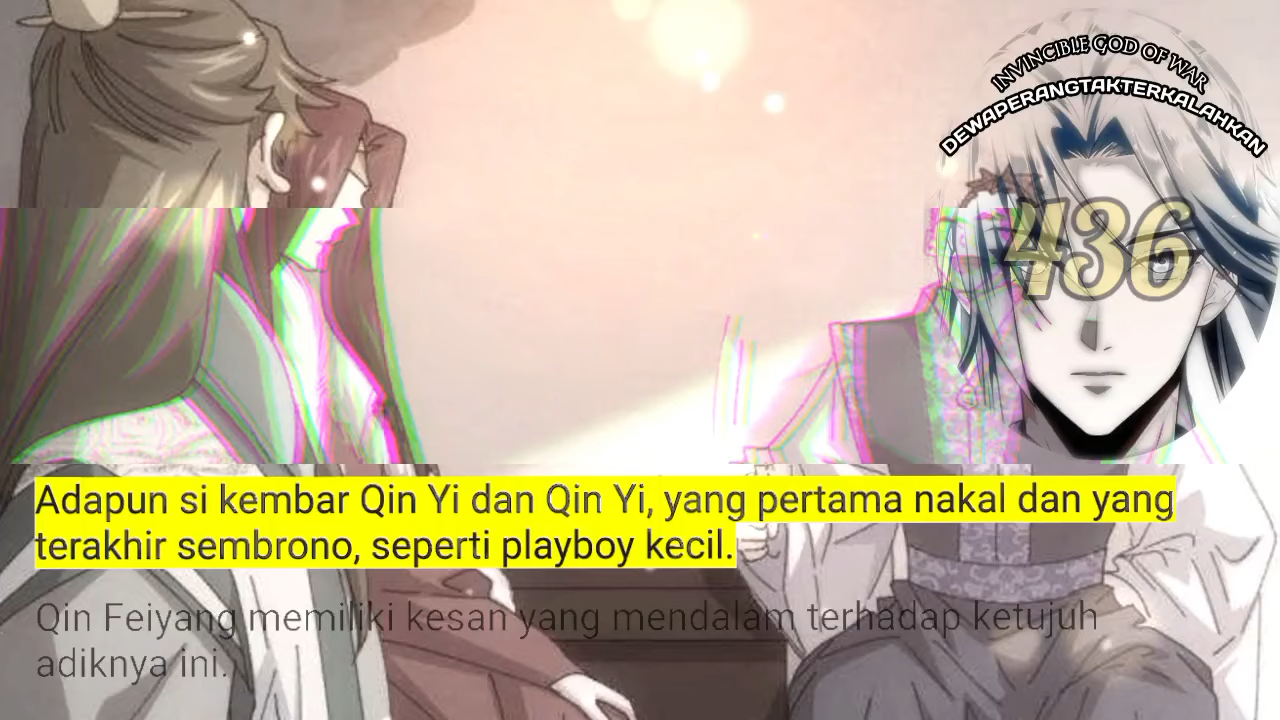 INVINCIBLE GOD OF WAR
DEWAPERANGTAKTERKALAHKAN
436
Adapun si kembar Qin Yi dan Qin Yi, yang pertama nakal dan yang
terakhir sembrono, seperti playboy kecil.
Qin Feiyang memiliki kesan yang mendalam terhadap ketujuh
adiknya ini.